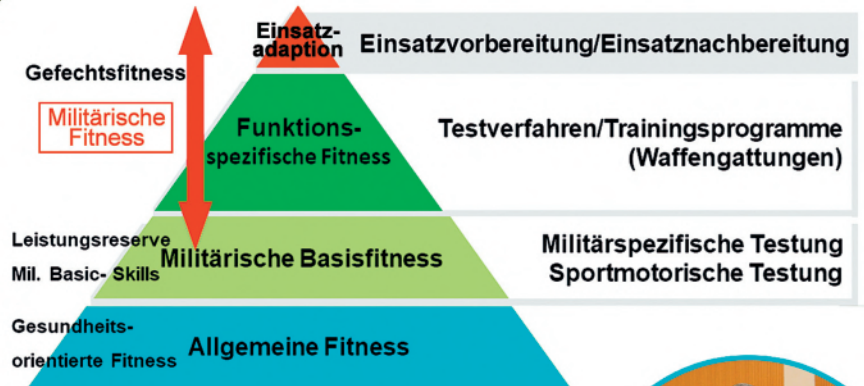 Einsatz-
adaption
Einsatzvorbereitung/Einsatznachbereitung
Gefechtsfitness
Militärische
Fitness
Funktions-
spezifische Fitness
Testverfahren/Trainingsprogramme
(Waffengattungen)
Leistungsreserve
Mil. Basic- Skills
Militärische Basisfitness
Militärspezifische Testung
Sportmotorische Testung
Gesundheits-
orientierte Fitness
Allgemeine Fitness